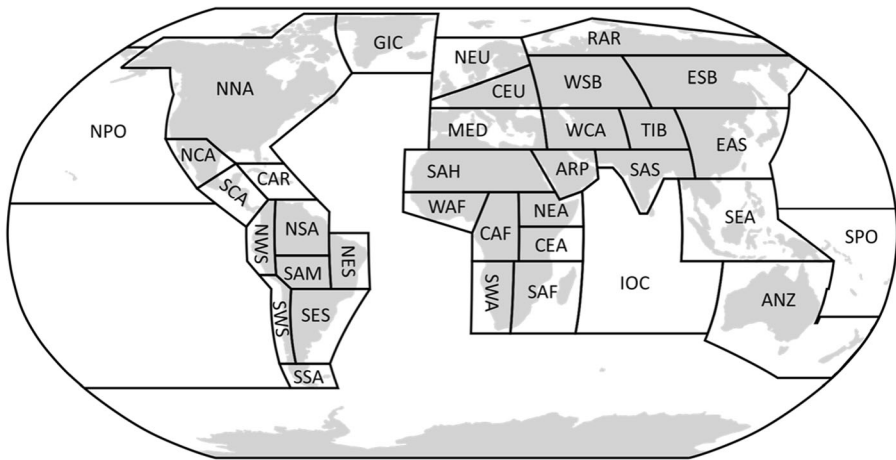 GIC
RAR
NEU
NNA
WSB
ESB
CEU
NPO
MED
WCA
TIB
EAS
NCA
SCA
CAR
SAH
ARP
SAS
WAF
NEA
CAF
SEA
NWS
NSA
NES
CEA
SPO
SAM
SWS
SES
SWA
SAF
IOC
ANZ
SSA